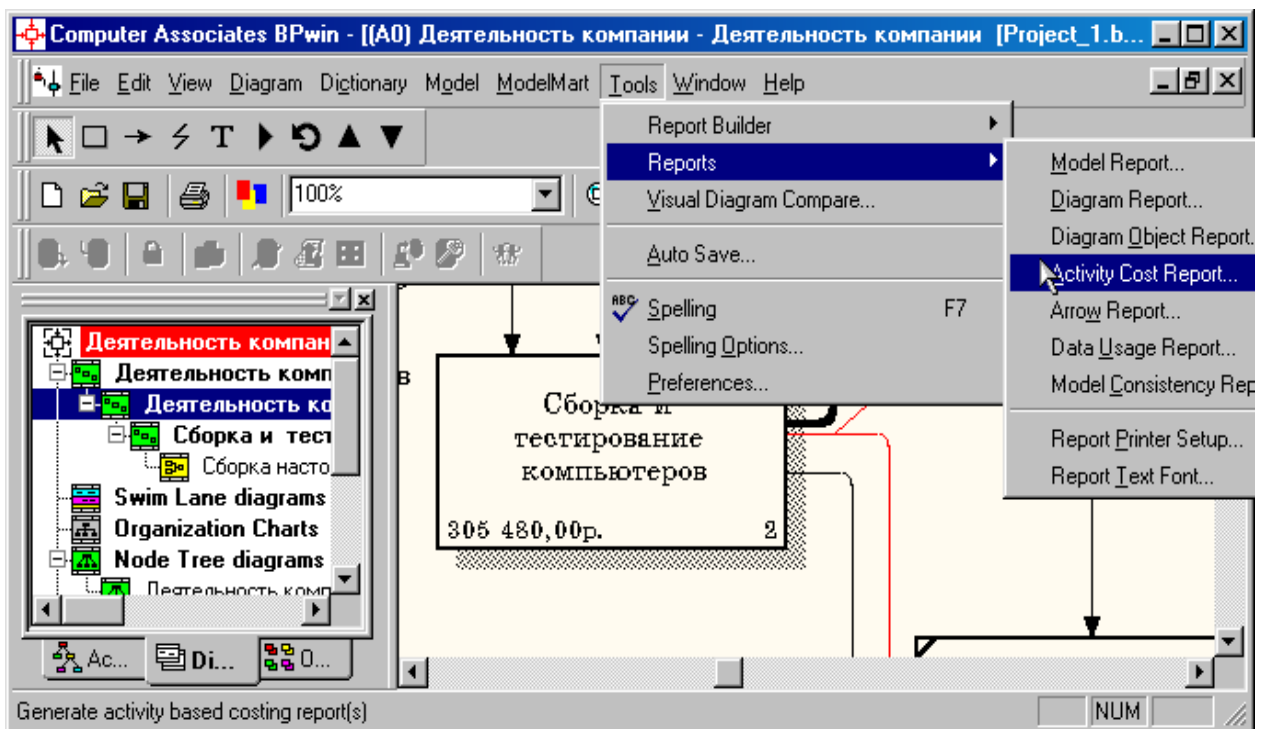 Computer Associates BPwin - [(A0) Деятельность компании - Деятельность компании [Project_1.b...
File Edit View Diagram Dictionary Model ModelMart Tools Window Help
T
100%
Report Builder
Reports
Visual Diagram Compare...
Auto Save...
ABC Spelling F7
Spelling Options...
Preferences...
Model Report...
Diagram Report...
Diagram Object Report.
Activity Cost Report...
Arrow Report...
Data Usage Report...
Model Consistency Rep
Report Printer Setup...
Report Text Font...
Деятельность компан
Деятельность комп
Деятельность ко
Сборка и тест
Сборка насто
Swim Lane diagrams
Organization Charts
Node Tree diagrams
Деятельность комп
Ac... Di... O...
в
Сборка и
тестирование
компьютеров
305 480,00р. 2
Generate activity based costing report(s)
NUM